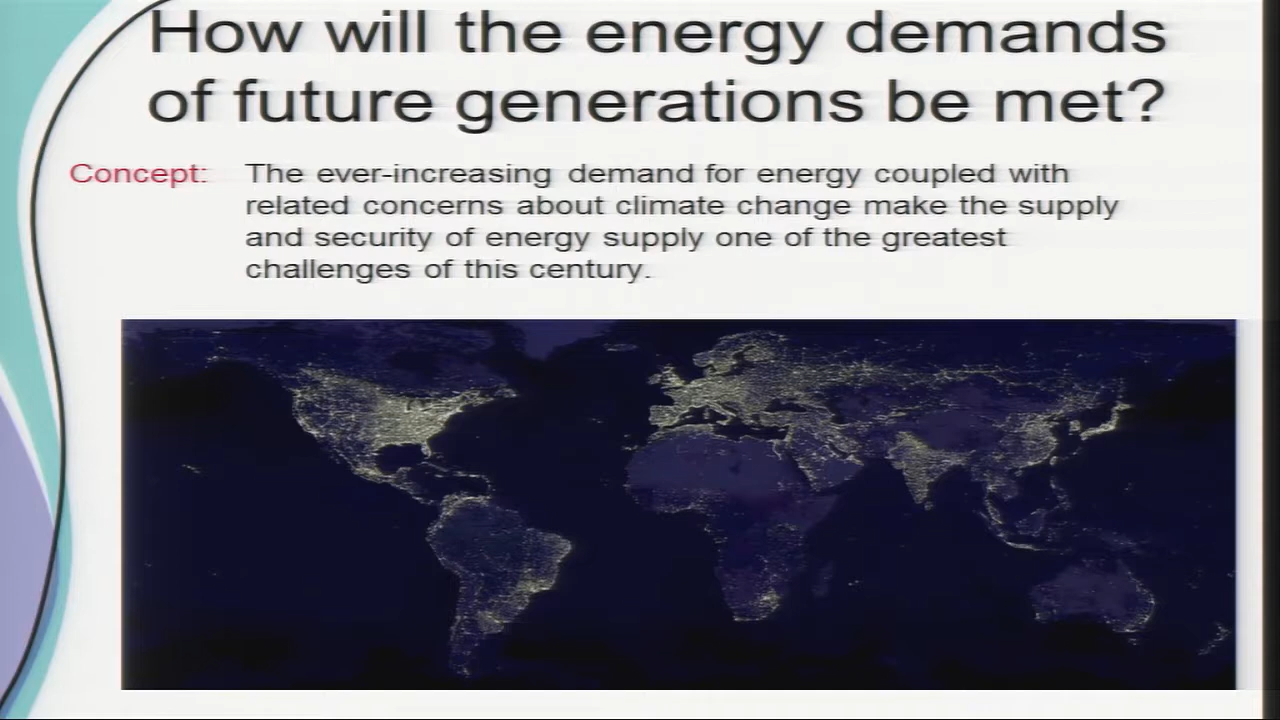 How will the energy demands
of future generations be met?
Concept: The ever-increasing demand for energy coupled with
related concerns about climate change make the supply
and security of energy supply one of the greatest
challenges of this century.